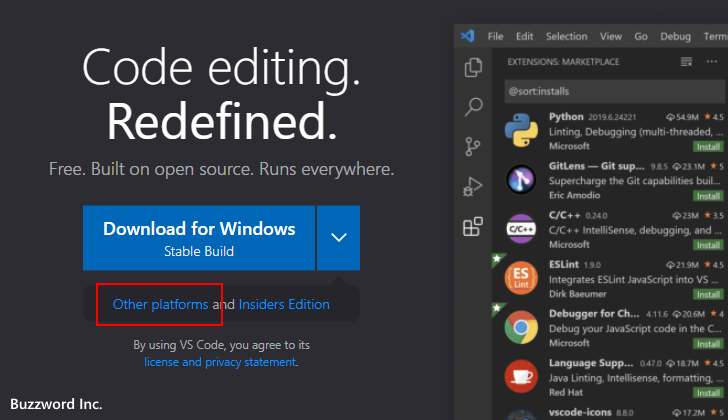 Code editing.
Redefined.
Free. Built on open source. Runs everywhere.
Download for Windows
Stable Build
Other platforms and Insiders Edition
By using VS Code, you agree to its
license and privacy statement.
Buzzword Inc.
File Edit Selection View Go Debug Termi
EXTENSIONS: MARKETPLACE
@sort:installs
Python 2019.6.24221 54.9M 4.5
Linting, Debugging (multi-threaded,
Microsoft Install
GitLens — Git sup... 9.8.5 23.1M 5
Supercharge the Git capabilities buil...
Eric Amodio Install
C/C++ 0.24.0 23M 3.5
C/C++ IntelliSense, debugging, and ...
Microsoft Install
ESLint 1.9.0 21.9M 4.5
Integrates ESLint JavaScript into VS
Dirk Baeumer Install
Debugger for Ch... 4.11.6 20.6M 4
Debug your JavaScript code in the C...
Microsoft Install
Language Supp... 0.47.0 18.7M 4.5
Java Linting, Intellisense, formatting, ...
Red Hat Install
vscode-icons 8.8.0 17.2M 5